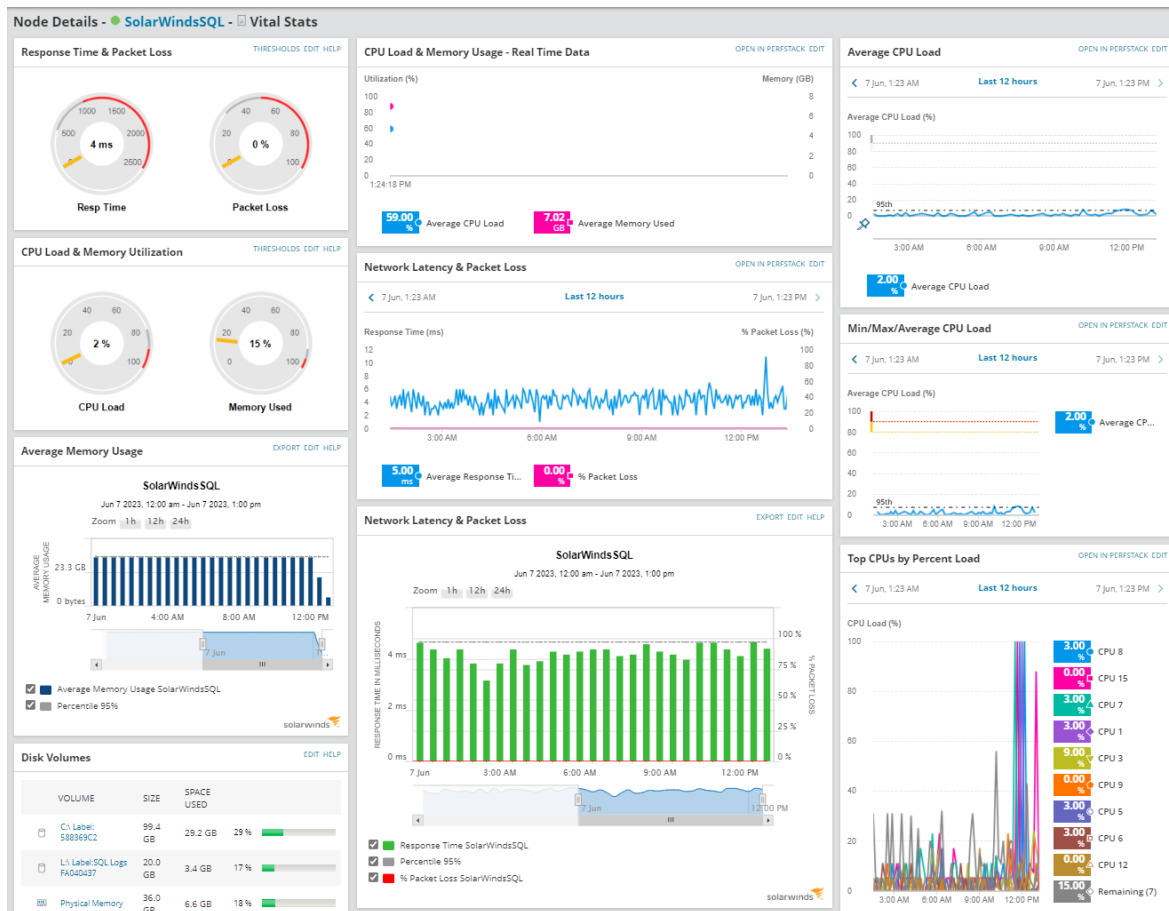 Node Details - SolarWindsSQL - Vital Stats
Response Time & Packet Loss
THRESHOLDS EDIT HELP
500 1000 1500 2000 2500
4 ms
Resp Time
0 20 40 60 80 100
0 %
Packet Loss
CPU Load & Memory Utilization
THRESHOLDS EDIT HELP
0 20 40 60 80 100
2 %
CPU Load
0 20 40 60 80 100
15 %
Memory Used
Average Memory Usage
EXPORT EDIT HELP
SolarWindsSQL
Jun 7 2023, 12:00 am - Jun 7 2023, 1:00 pm
Zoom 1h 12h 24h
AVERAGE MEMORY USAGE
23.3 GB
0 bytes
7 Jun 4:00 AM 8:00 AM 12:00 PM
7 Jun
Average Memory Usage SolarWindsSQL
Percentile 95%
solarwinds
Disk Volumes
EDIT HELP
VOLUME SIZE SPACE USED
C:\ Label: 588369C2 99.4 GB 29.2 GB 29 %
L:\ Label:SQL Logs FA040437 20.0 GB 3.4 GB 17 %
Physical Memory 36.0 GB 6.6 GB 18 %
CPU Load & Memory Usage - Real Time Data
OPEN IN PERFSTACK EDIT
Utilization (%)
Memory (GB)
100
80
60
40
20
0
8
6
4
2
0
1:24:18 PM
59.00 % Average CPU Load
7.02 GB Average Memory Used
Network Latency & Packet Loss
OPEN IN PERFSTACK EDIT
7 Jun, 1:23 AM Last 12 hours 7 Jun, 1:23 PM
Response Time (ms)
% Packet Loss (%)
12
10
8
6
4
2
0
100
80
60
40
20
0
3:00 AM 6:00 AM 9:00 AM 12:00 PM
5.00 ms Average Response Ti...
0.00 % % Packet Loss
Network Latency & Packet Loss
EXPORT EDIT HELP
SolarWindsSQL
Jun 7 2023, 12:00 am - Jun 7 2023, 1:00 pm
Zoom 1h 12h 24h
RESPONSE TIME IN MILLISECONDS
4 ms
2 ms
0 ms
% PACKET LOSS
100 %
75 %
50 %
25 %
0 %
7 Jun 3:00 AM 6:00 AM 9:00 AM 12:00 PM
7 Jun 12:00 PM
Response Time SolarWindsSQL
Percentile 95%
% Packet Loss SolarWindsSQL
solarwinds
Average CPU Load
OPEN IN PERFSTACK EDIT
7 Jun, 1:23 AM Last 12 hours 7 Jun, 1:23 PM
Average CPU Load (%)
100
80
60
40
20
0
95th
3:00 AM 6:00 AM 9:00 AM 12:00 PM
2.00 % Average CPU Load
Min/Max/Average CPU Load
OPEN IN PERFSTACK EDIT
7 Jun, 1:23 AM Last 12 hours 7 Jun, 1:23 PM
Average CPU Load (%)
100
80
60
40
20
0
95th
3:00 AM 6:00 AM 9:00 AM 12:00 PM
2.00 % Average CP...
Top CPUs by Percent Load
OPEN IN PERFSTACK EDIT
7 Jun, 1:23 AM Last 12 hours 7 Jun, 1:23 PM
CPU Load (%)
100
80
60
40
20
0
3:00 AM 6:00 AM 9:00 AM 12:00 PM
3.00 % CPU 8
0.00 % CPU 15
3.00 % CPU 7
3.00 % CPU 1
9.00 % CPU 3
0.00 % CPU 9
3.00 % CPU 5
3.00 % CPU 6
0.00 % CPU 12
15.00 % Remaining (7)